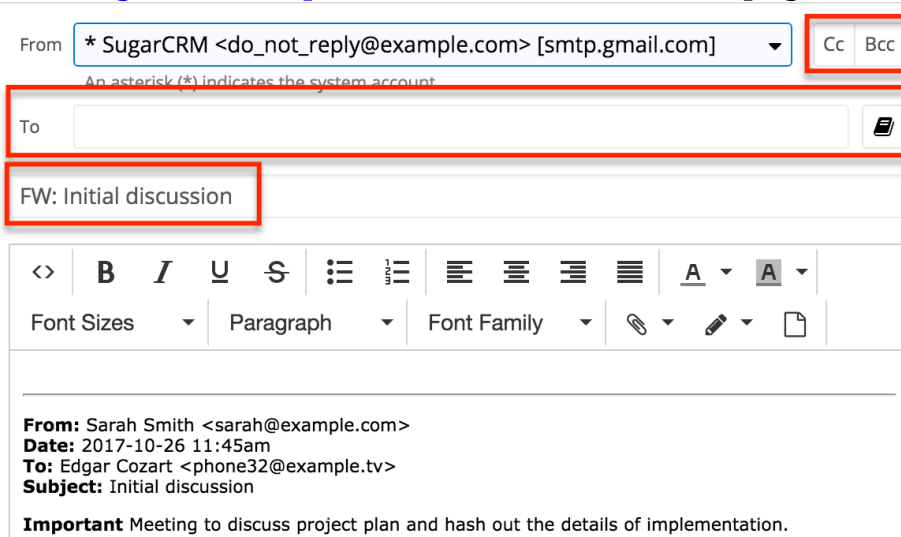 From * SugarCRM <do_not_reply@example.com> [smtp.gmail.com] Cc Bcc
An asterisk (*) indicates the system account
To
FW: Initial discussion
<> B I U S A A
Font Sizes Paragraph Font Family
From: Sarah Smith <sarah@example.com>
Date: 2017-10-26 11:45am
To: Edgar Cozart <phone32@example.tv>
Subject: Initial discussion
Important Meeting to discuss project plan and hash out the details of implementation.